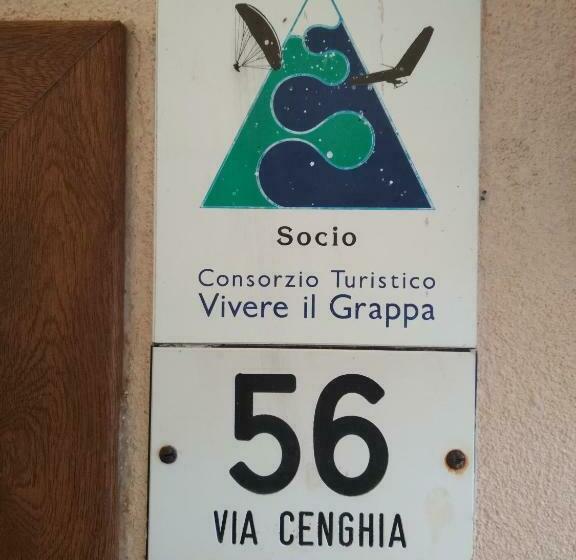 Socio
Consorzio Turistico
Vivere il Grappa
56
VIA CENGHIA